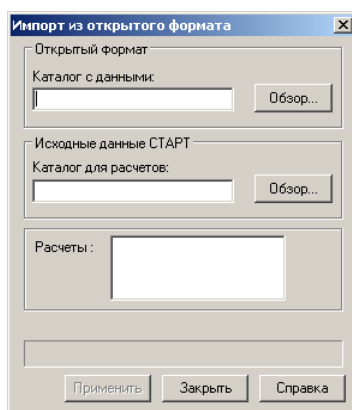 Импорт из открытого формата
Открытый формат
Каталог с данными:
Обзор...
Исходные данные СТАРТ
Каталог для расчетов:
Обзор...
Расчеты :
Применить Закрыть Справка